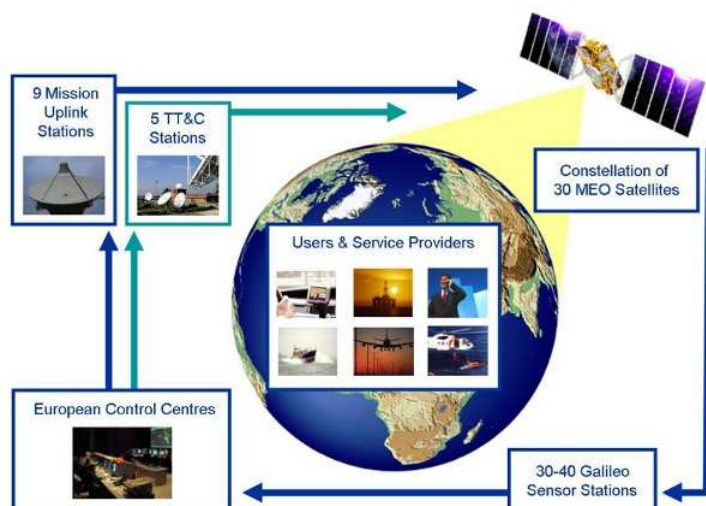 9 Mission
Uplink
Stations
5 TT&C
Stations
Constellation of
30 MEO Satellites
Users & Service Providers
European Control Centres
30-40 Galileo
Sensor Stations